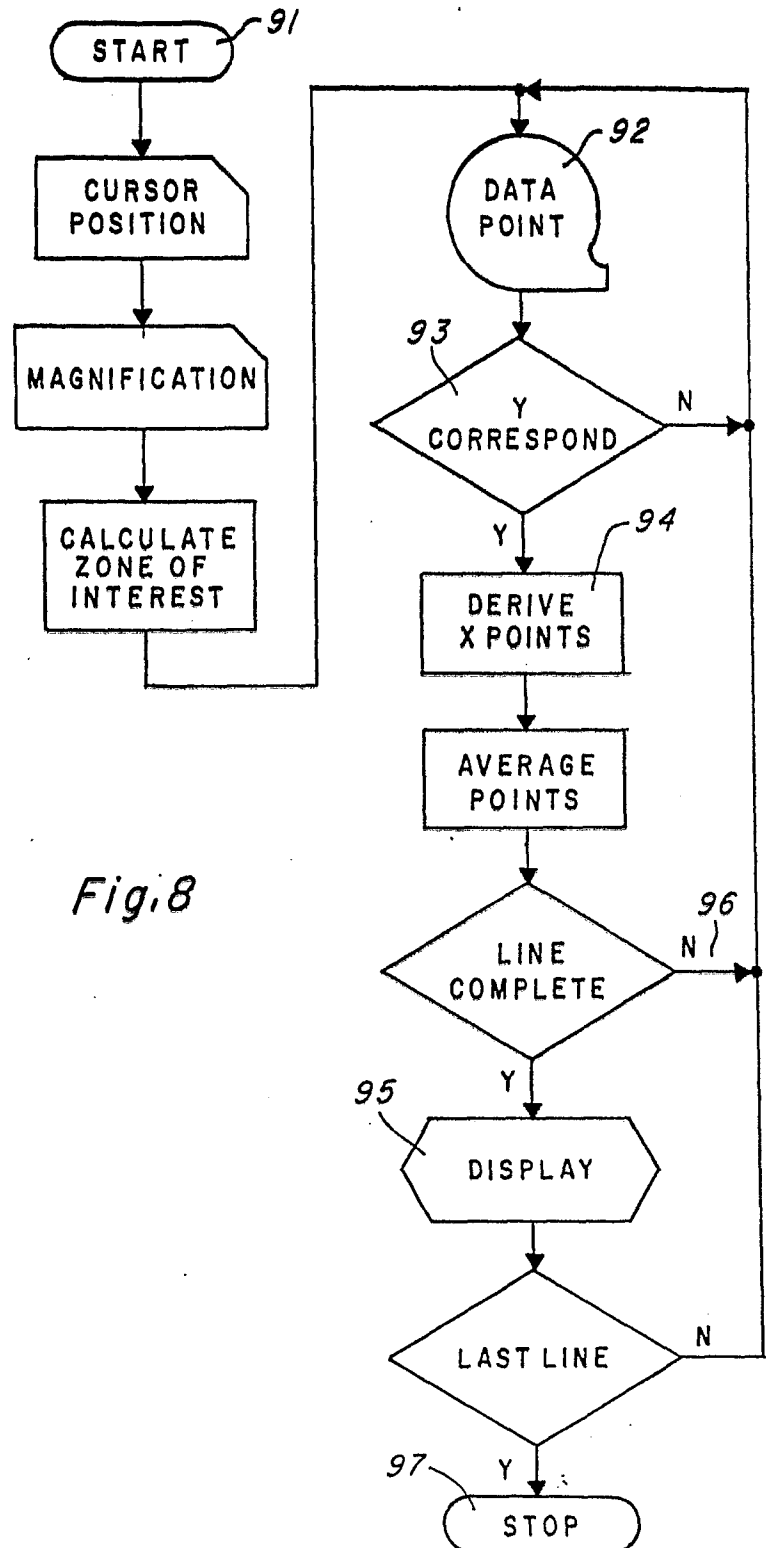 START
91
CURSOR
POSITION
MAGNIFICATION
CALCULATE
ZONE OF
INTEREST
92
DATA
POINT
93
Y
CORRESPOND
N
Y
94
DERIVE
X POINTS
AVERAGE
POINTS
LINE
COMPLETE
N
96
Y
95
DISPLAY
LAST LINE
N
Y
97
STOP
Fig. 8